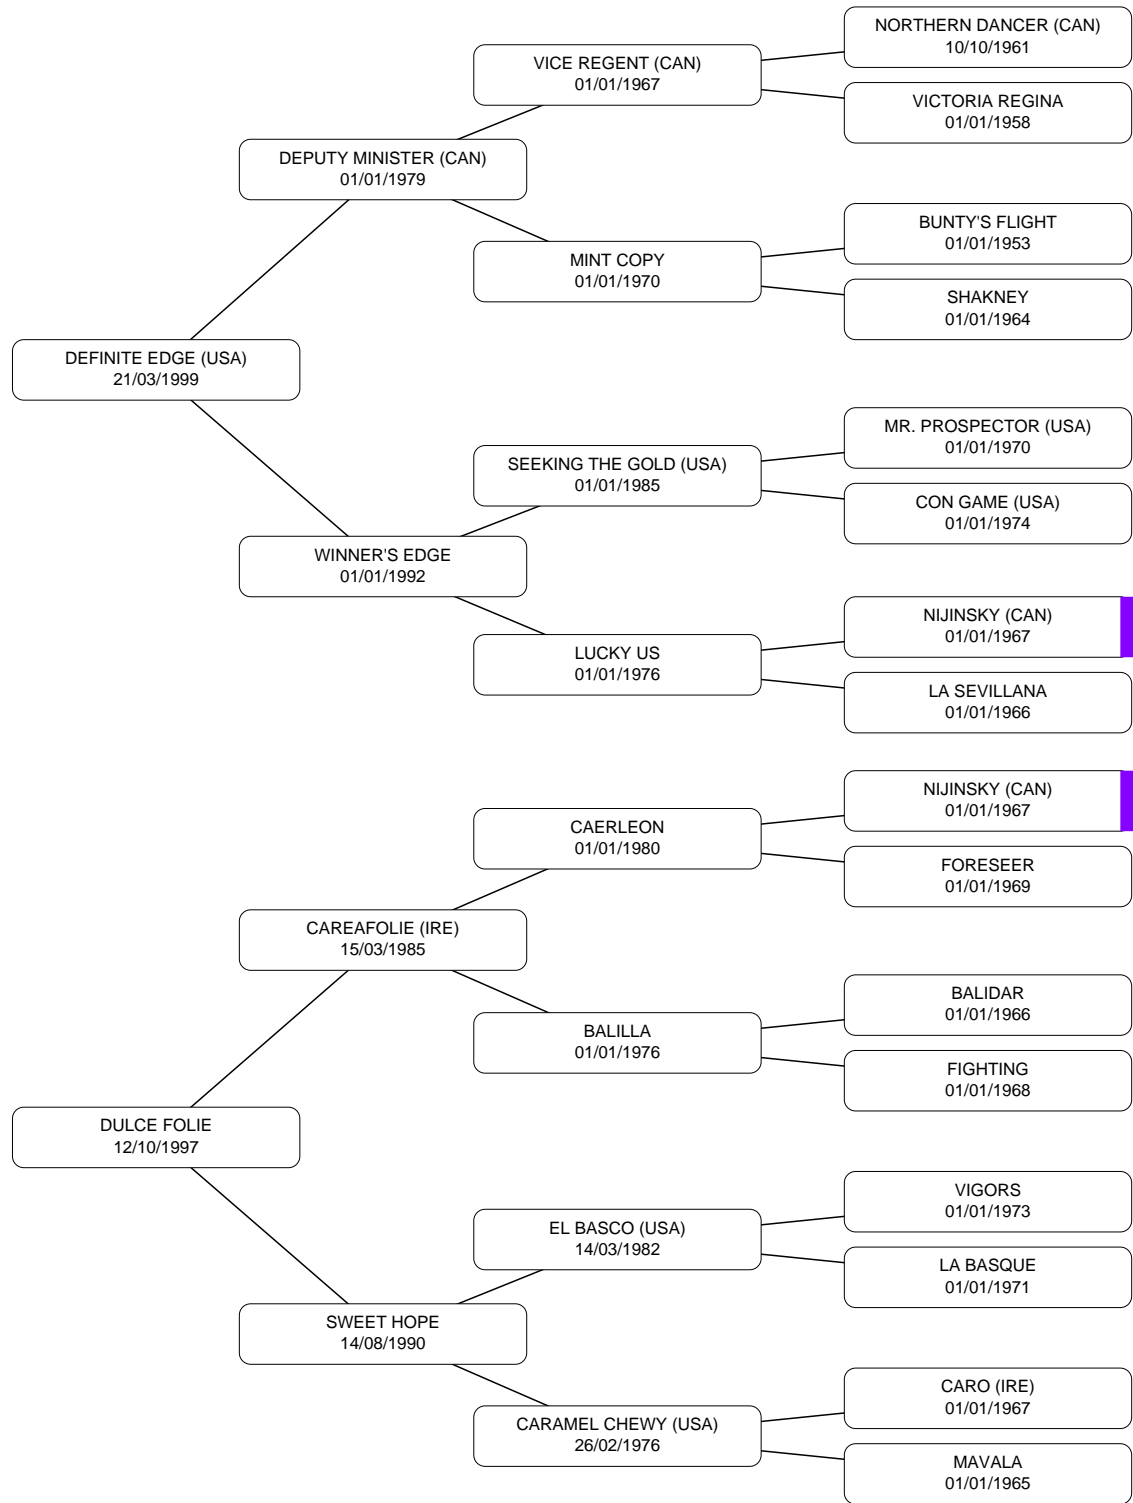 NORTHERN DANCER (CAN)
10/10/1961
VICE REGENT (CAN)
01/01/1967
VICTORIA REGINA
01/01/1958
DEPUTY MINISTER (CAN)
01/01/1979
BUNTY'S FLIGHT
01/01/1953
MINT COPY
01/01/1970
SHAKNEY
01/01/1964
DEFINITE EDGE (USA)
21/03/1999
MR. PROSPECTOR (USA)
01/01/1970
SEEKING THE GOLD (USA)
01/01/1985
CON GAME (USA)
01/01/1974
WINNER'S EDGE
01/01/1992
NIJINSKY (CAN)
01/01/1967
LUCKY US
01/01/1976
LA SEVILLANA
01/01/1966
NIJINSKY (CAN)
01/01/1967
CAERLEON
01/01/1980
FORESEER
01/01/1969
CAREAFOLIE (IRE)
15/03/1985
BALIDAR
01/01/1966
BALILLA
01/01/1976
FIGHTING
01/01/1968
DULCE FOLIE
12/10/1997
VIGORS
01/01/1973
EL BASCO (USA)
14/03/1982
LA BASQUE
01/01/1971
SWEET HOPE
14/08/1990
CARO (IRE)
01/01/1967
CARAMEL CHEWY (USA)
26/02/1976
MAVALA
01/01/1965